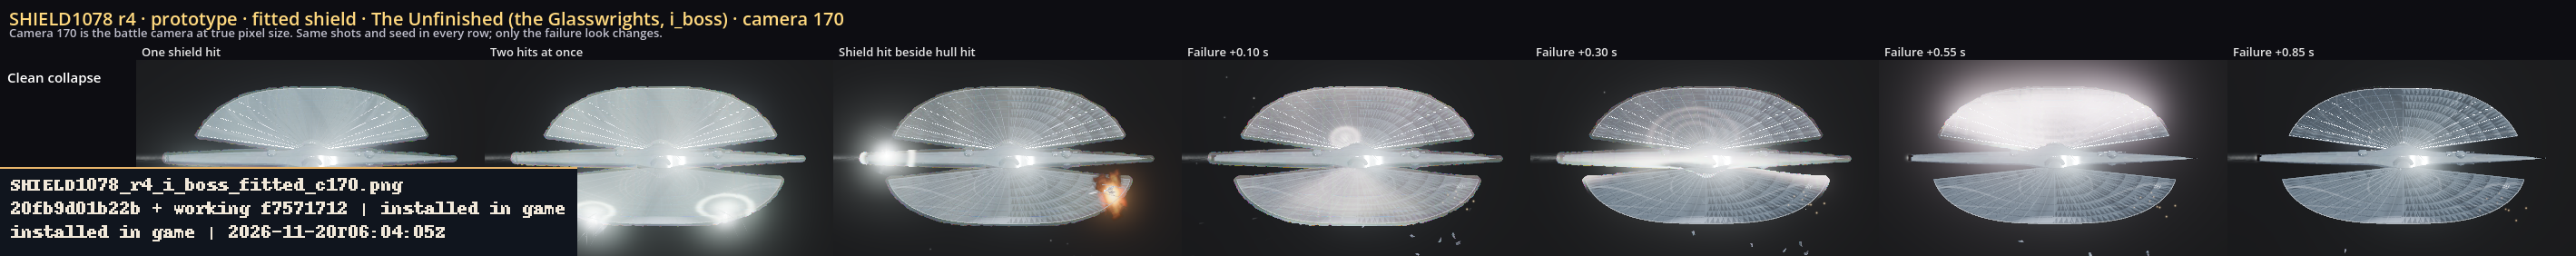 SHIELD1078 r4 · prototype · fitted shield · The Unfinished (the Glasswrights, i_boss) · camera 170
Camera 170 is the battle camera at true pixel size. Same shots and seed in every row; only the failure look changes.
One shield hit
Two hits at once
Shield hit beside hull hit
Failure +0.10 s
Failure +0.30 s
Failure +0.55 s
Failure +0.85 s
Clean collapse
SHIELD1078_r4_i_boss_fitted_c170.png
20fb9d01b22b + working f7571712 | installed in game
installed in game | 2026-11-20T06:04:05z